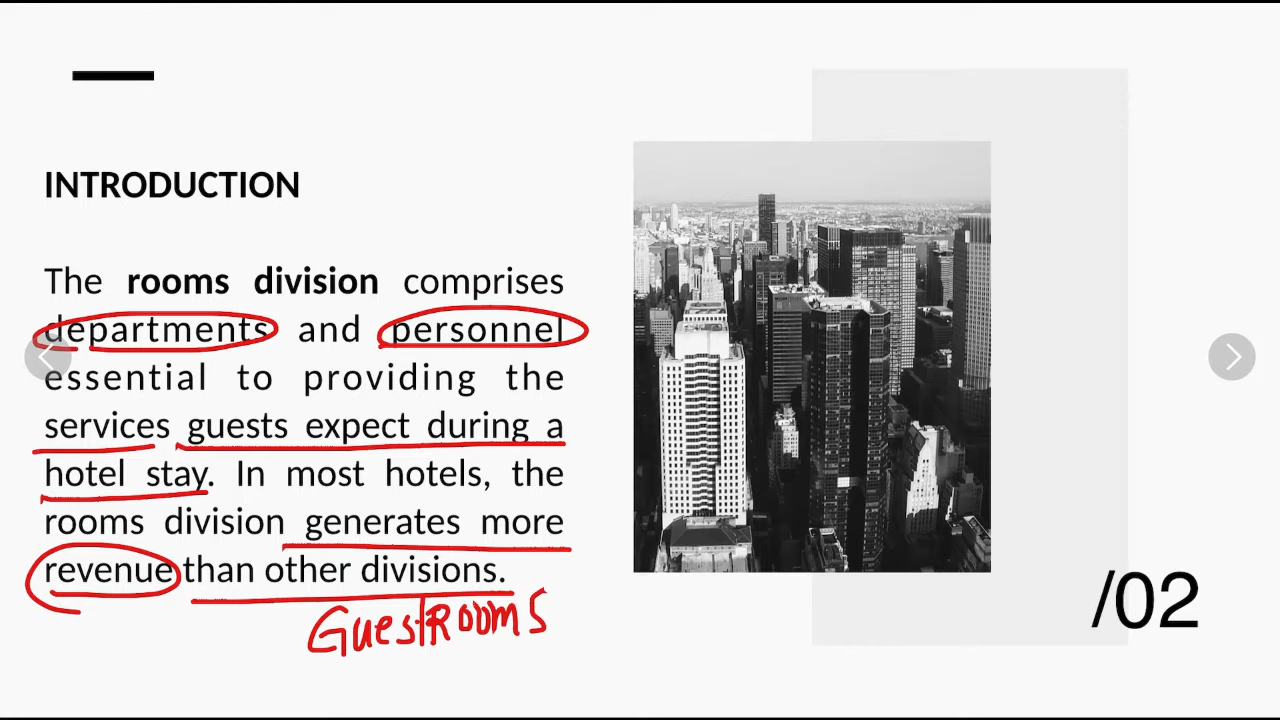 INTRODUCTION
The rooms division comprises
departments and personnel
essential to providing the
services guests expect during a
hotel stay. In most hotels, the
rooms division generates more
revenue than other divisions.
GuestRooms
/02